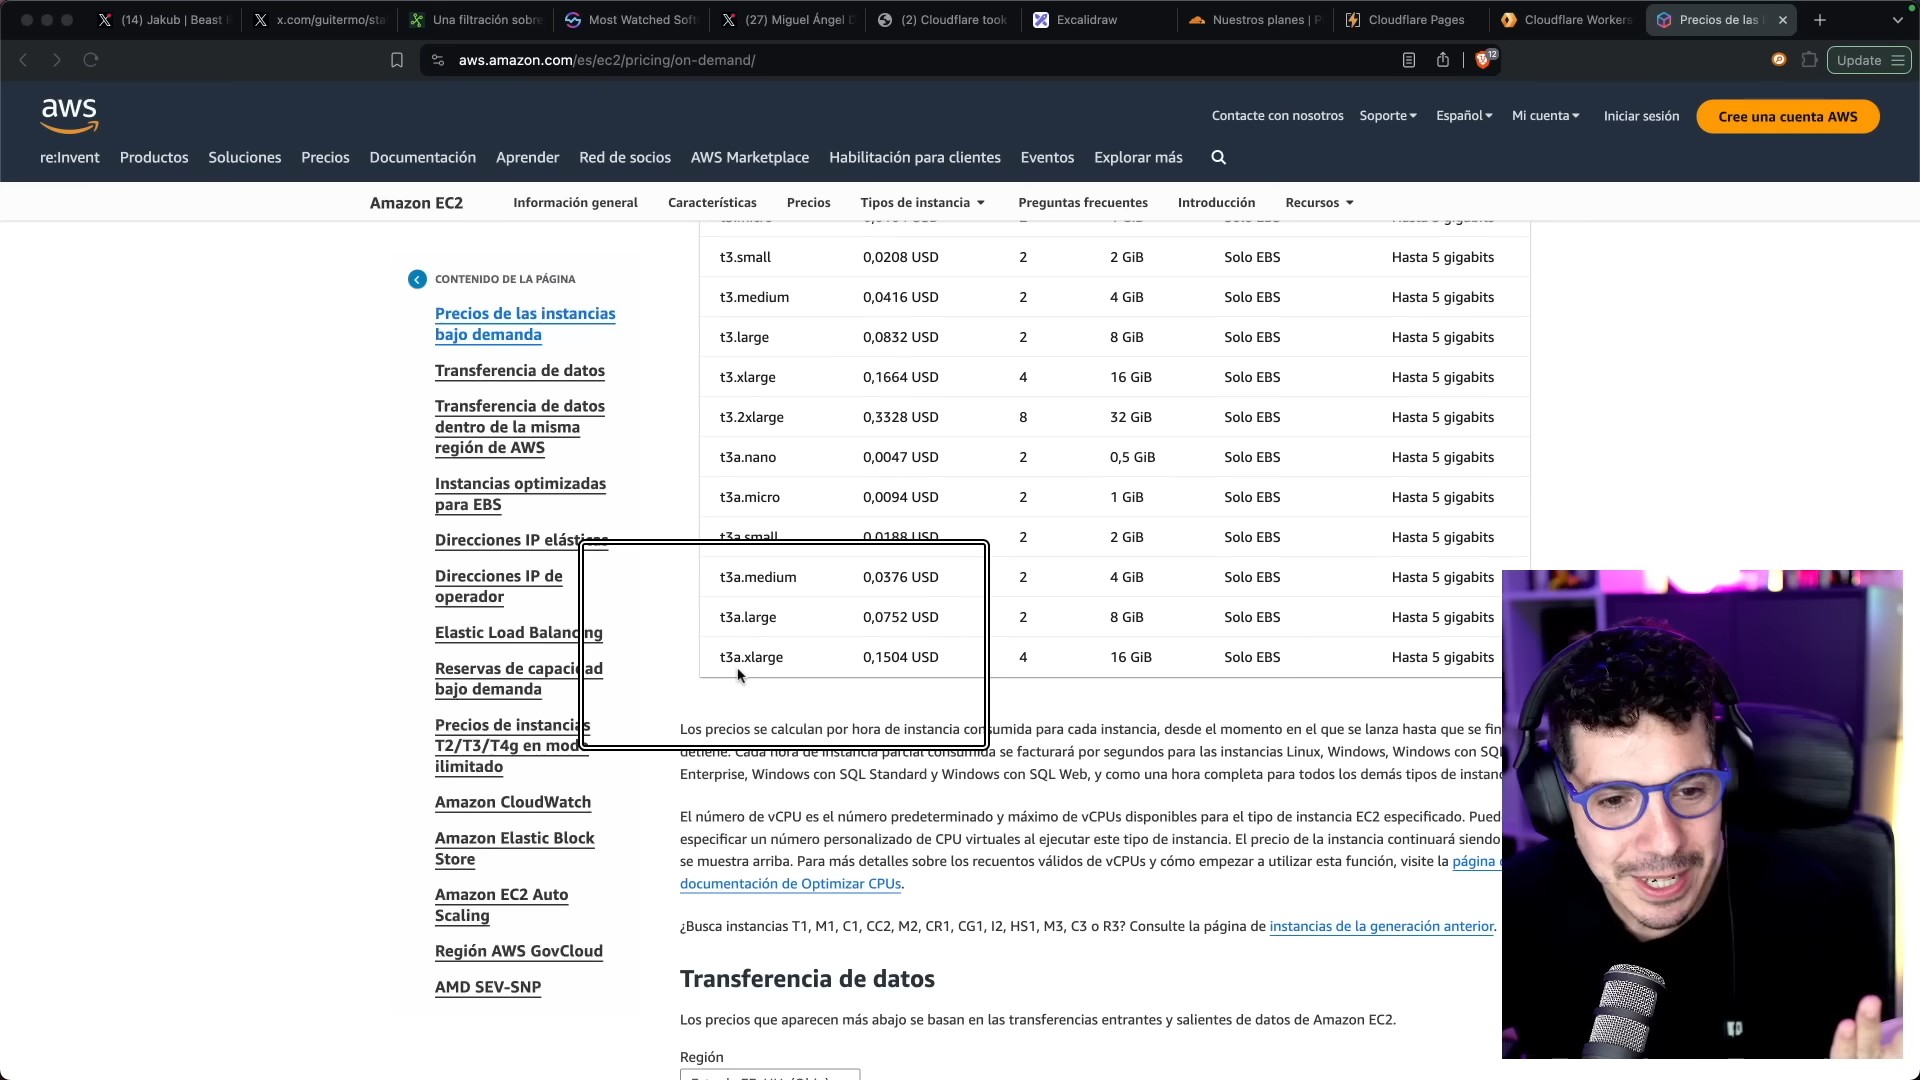 (14) Jakub | Beast
x.com/guitermo/sta
Una filtración sobre
Most Watched Soft
(27) Miguel Ángel D
(2) Cloudflare took
Excalidraw
Nuestros planes | P
Cloudflare Pages
Cloudflare Workers
Precios de las
aws.amazon.com/es/ec2/pricing/on-demand/
12
Update
aws
Contacte con nosotros
Soporte
Español
Mi cuenta
Iniciar sesión
Cree una cuenta AWS
re:Invent
Productos
Soluciones
Precios
Documentación
Aprender
Red de socios
AWS Marketplace
Habilitación para clientes
Eventos
Explorar más
Amazon EC2
Información general
Características
Precios
Tipos de instancia
Preguntas frecuentes
Introducción
Recursos
CONTENIDO DE LA PÁGINA
Precios de las instancias
bajo demanda
Transferencia de datos
Transferencia de datos
dentro de la misma
región de AWS
Instancias optimizadas
para EBS
Direcciones IP elásticas
Direcciones IP de
operador
Elastic Load Balancing
Reservas de capacidad
bajo demanda
Precios de instancias
T2/T3/T4g en modo
ilimitado
Amazon CloudWatch
Amazon Elastic Block
Store
Amazon EC2 Auto
Scaling
Región AWS GovCloud
AMD SEV-SNP
t3.small 0,0208 USD 2 2 GiB Solo EBS Hasta 5 gigabits
t3.medium 0,0416 USD 2 4 GiB Solo EBS Hasta 5 gigabits
t3.large 0,0832 USD 2 8 GiB Solo EBS Hasta 5 gigabits
t3.xlarge 0,1664 USD 4 16 GiB Solo EBS Hasta 5 gigabits
t3.2xlarge 0,3328 USD 8 32 GiB Solo EBS Hasta 5 gigabits
t3a.nano 0,0047 USD 2 0,5 GiB Solo EBS Hasta 5 gigabits
t3a.micro 0,0094 USD 2 1 GiB Solo EBS Hasta 5 gigabits
t3a.small 0,0188 USD 2 2 GiB Solo EBS Hasta 5 gigabits
t3a.medium 0,0376 USD 2 4 GiB Solo EBS Hasta 5 gigabits
t3a.large 0,0752 USD 2 8 GiB Solo EBS Hasta 5 gigabits
t3a.xlarge 0,1504 USD 4 16 GiB Solo EBS Hasta 5 gigabits
Los precios se calculan por hora de instancia consumida para cada instancia, desde el momento en el que se lanza hasta que se fin
detiene. Cada hora de instancia parcial consumida se facturará por segundos para las instancias Linux, Windows, Windows con SQL
Enterprise, Windows con SQL Standard y Windows con SQL Web, y como una hora completa para todos los demás tipos de instanc
El número de vCPU es el número predeterminado y máximo de vCPUs disponibles para el tipo de instancia EC2 especificado. Pued
especificar un número personalizado de CPU virtuales al ejecutar este tipo de instancia. El precio de la instancia continuará siendo
se muestra arriba. Para más detalles sobre los recuentos válidos de vCPUs y cómo empezar a utilizar esta función, visite la página
documentación de Optimizar CPUs.
¿Busca instancias T1, M1, C1, CC2, M2, CR1, CG1, I2, HS1, M3, C3 o R3? Consulte la página de instancias de la generación anterior.
Transferencia de datos
Los precios que aparecen más abajo se basan en las transferencias entrantes y salientes de datos de Amazon EC2.
Región